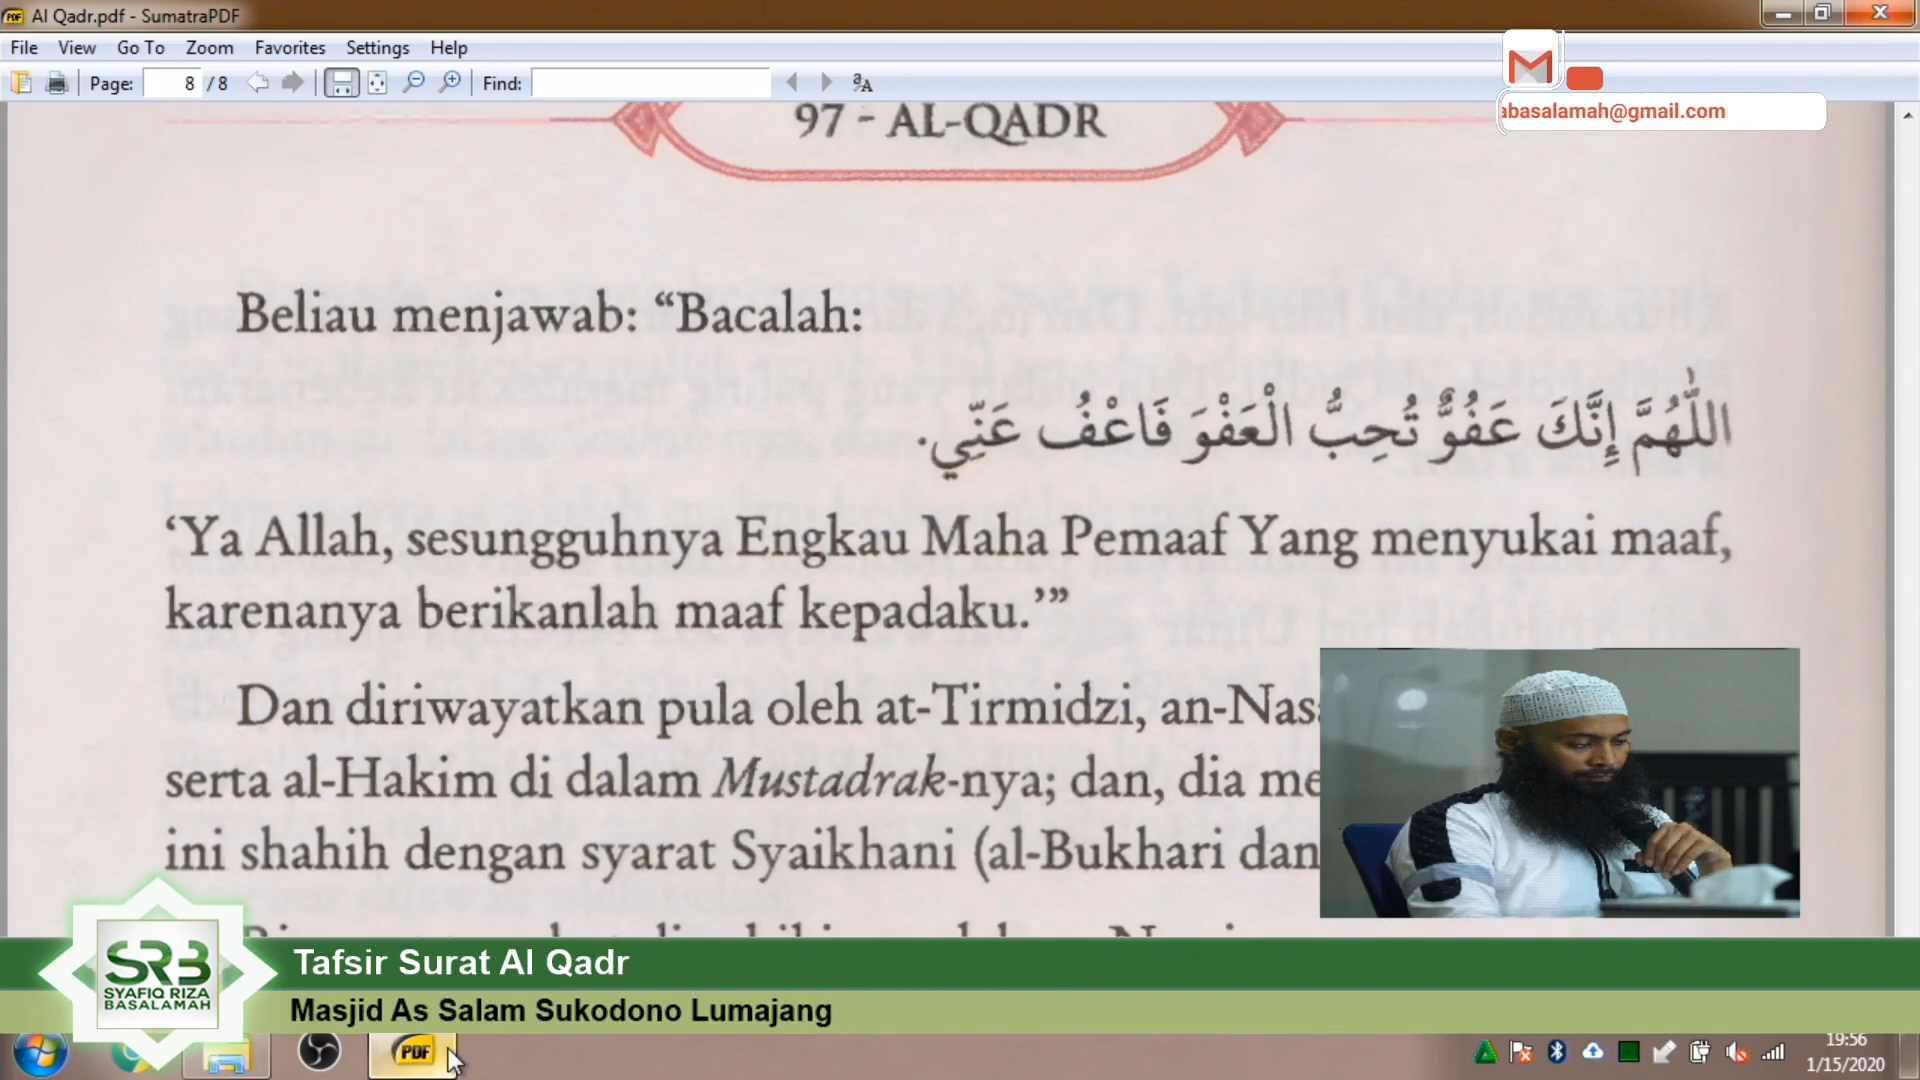 Al Qadr.pdf - SumatraPDF
File View Go To Zoom Favorites Settings Help
Page: 8 / 8 Find:
abasalamah@gmail.com
97 - AL-QADR
Beliau menjawab: “Bacalah:
اللّٰهُمَّ إِنَّكَ عَفُوٌّ تُحِبُّ الْعَفْوَ فَاعْفُ عَنِّي.
‘Ya Allah, sesungguhnya Engkau Maha Pemaaf Yang menyukai maaf,
karenanya berikanlah maaf kepadaku.’”
Dan diriwayatkan pula oleh at-Tirmidzi,
serta al-Hakim di dalam Mustadrak-nya; dan, dia
ini shahih dengan syarat Syaikhani (al-Bukhari dan
SRB
SYAFIQ RIZA
BASALAMAH
Tafsir Surat Al Qadr
Masjid As Salam Sukodono Lumajang
PDF
19:56
1/15/2020